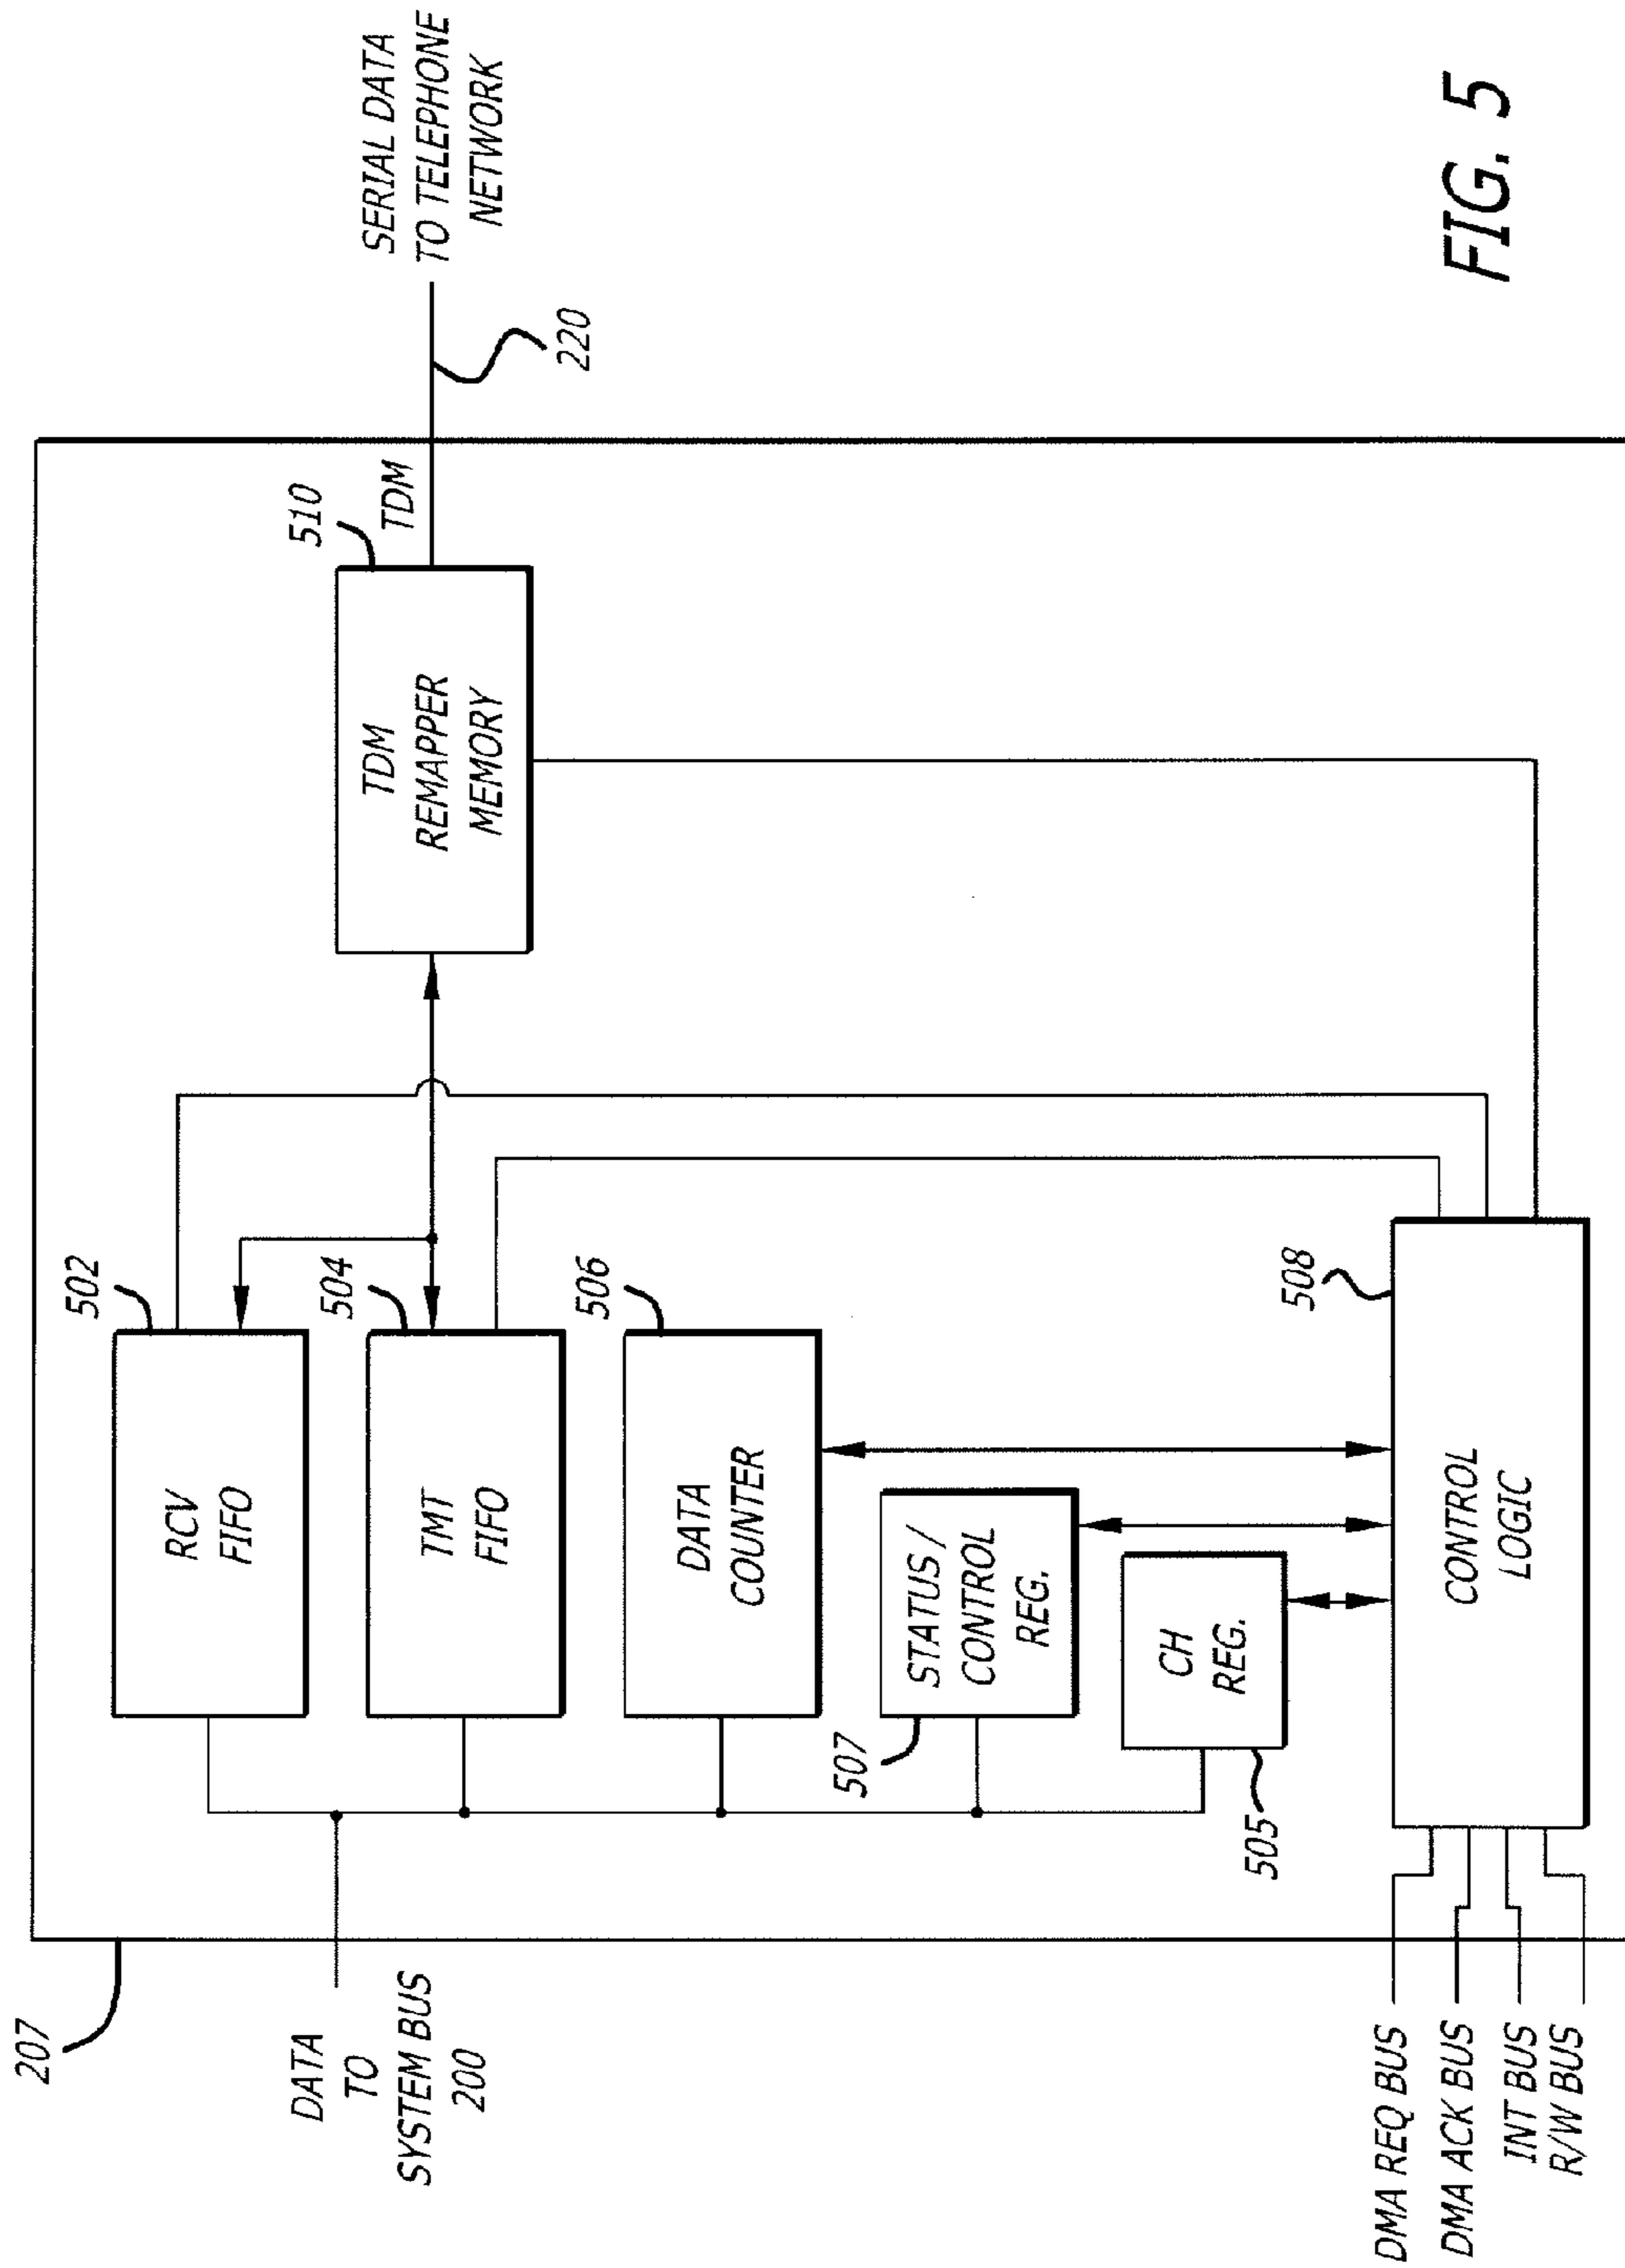 207
DATA
TO
SYSTEM BUS
200
RCV
FIFO
502
TMT
FIFO
504
DATA
COUNTER
506
STATUS /
CONTROL
REG.
507
CH
REG.
505
CONTROL
LOGIC
508
DMA REQ BUS
DMA ACK BUS
INT BUS
R/W BUS
TDM
REMAPPER
MEMORY
510
TDM
220
SERIAL DATA
TO TELEPHONE
NETWORK
FIG. 5